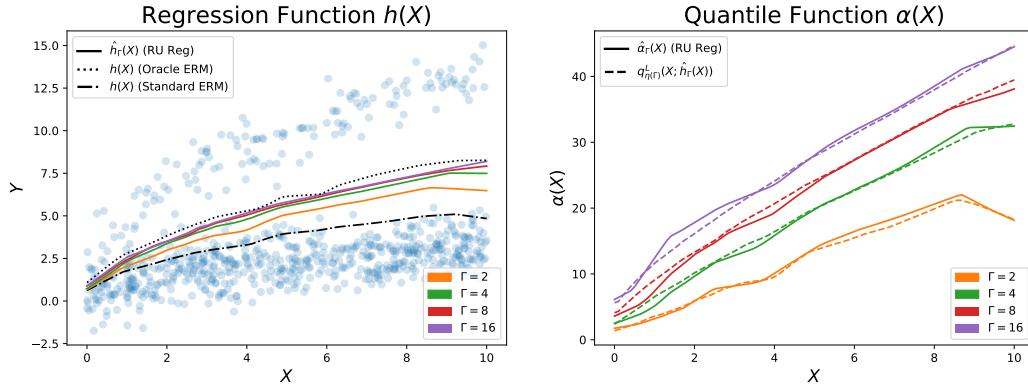 Regression Function h(X)
15.0
12.5
10.0
7.5
5.0
2.5
0.0
−2.5
Y
ĥ_Γ(X) (RU Reg)
h(X) (Oracle ERM)
h(X) (Standard ERM)
Γ = 2
Γ = 4
Γ = 8
Γ = 16
0 2 4 6 8 10
X
Quantile Function α(X)
40
30
20
10
0
α(X)
α̂_Γ(X) (RU Reg)
q^L_η(Γ)(X; ĥ_Γ(X))
Γ = 2
Γ = 4
Γ = 8
Γ = 16
0 2 4 6 8 10
X